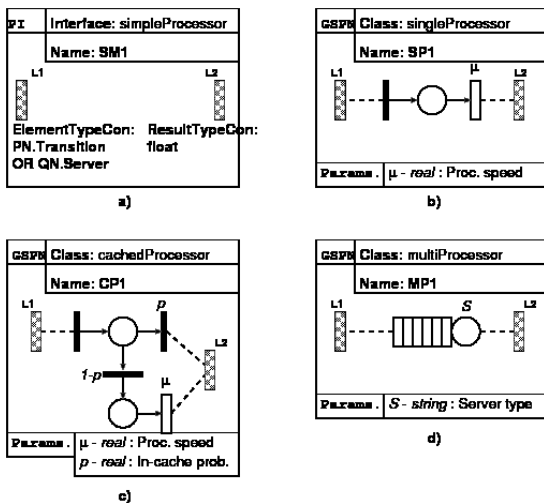 PI Interface: simpleProcessor
Name: SM1
L1 L2
ElementTypeCon: ResultTypeCon:
PN.Transition float
OR QN.Server
a)
GSPN Class: singleProcessor
Name: SP1
L1 μ L2
Params. μ - real : Proc. speed
b)
GSPN Class: cachedProcessor
Name: CP1
L1 p L2
1-p
μ
Params. μ - real : Proc. speed
p - real : In-cache prob.
c)
GSPN Class: multiProcessor
Name: MP1
L1 S L2
Params. S - string : Server type
d)